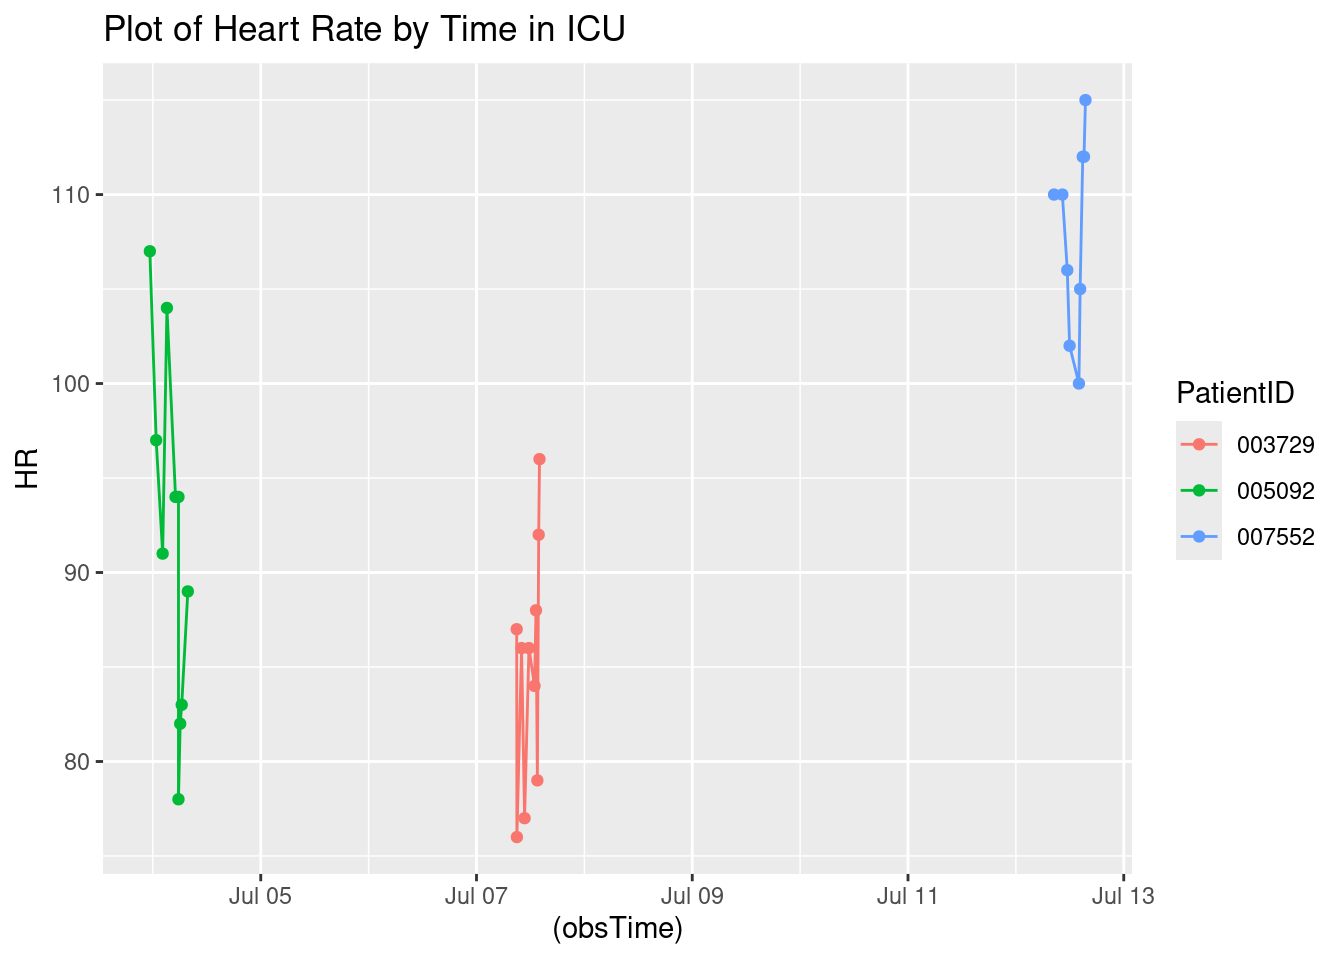 Plot of Heart Rate by Time in ICU
110
100
90
80
HR
Jul 05 Jul 07 Jul 09 Jul 11 Jul 13
(obsTime)
PatientID
003729
005092
007552